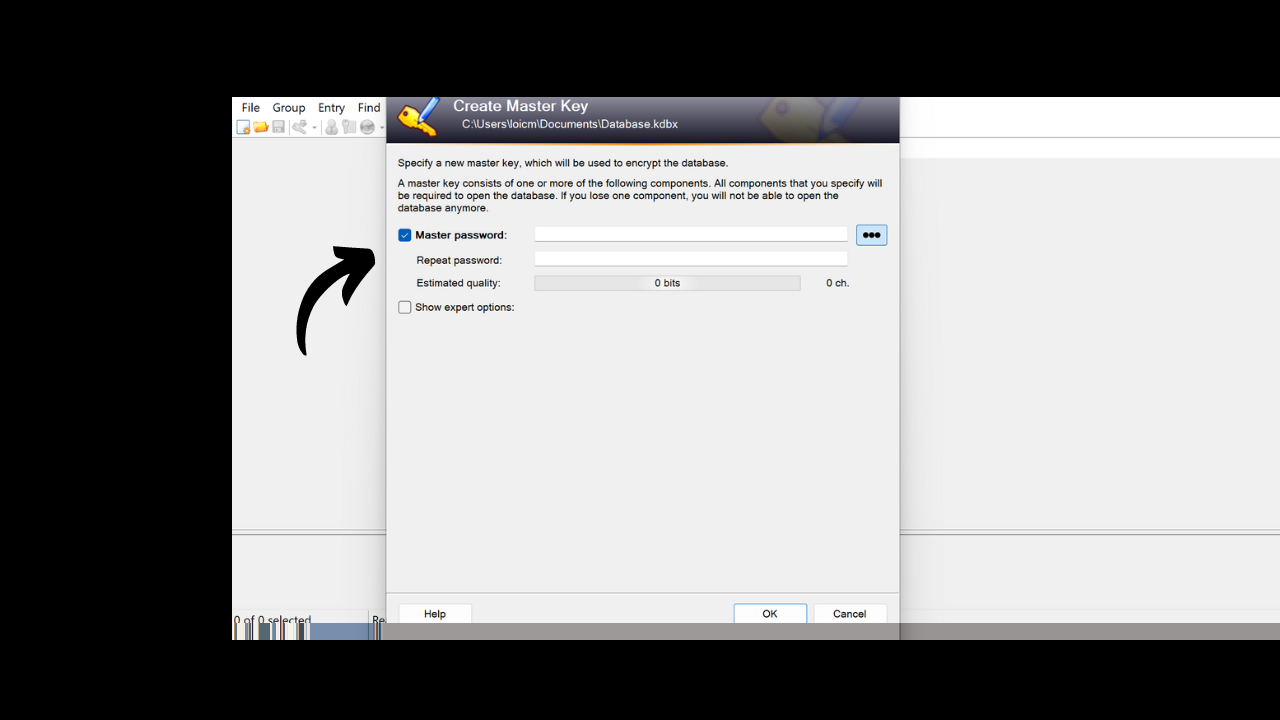 File Group Entry Find
Create Master Key
C:\Users\loicm\Documents\Database.kdbx
Specify a new master key, which will be used to encrypt the database.
A master key consists of one or more of the following components. All components that you specify will
be required to open the database. If you lose one component, you will not be able to open the
database anymore.
Master password:
Repeat password:
Estimated quality: 0 bits 0 ch.
Show expert options:
Help OK Cancel
0 of 0 selected